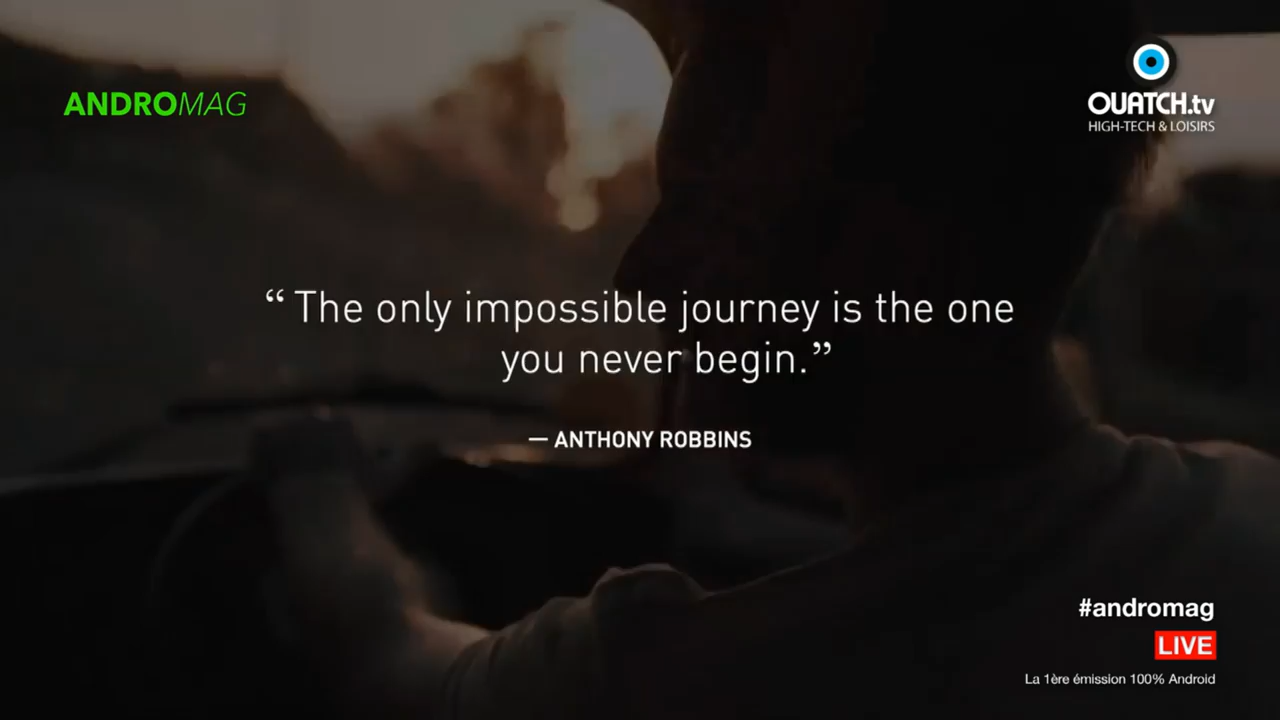 ANDROMAG
OUATCH.tv
HIGH-TECH & LOISIRS
“ The only impossible journey is the one
you never begin.”
— ANTHONY ROBBINS
#andromag
LIVE
La 1ère émission 100% Android